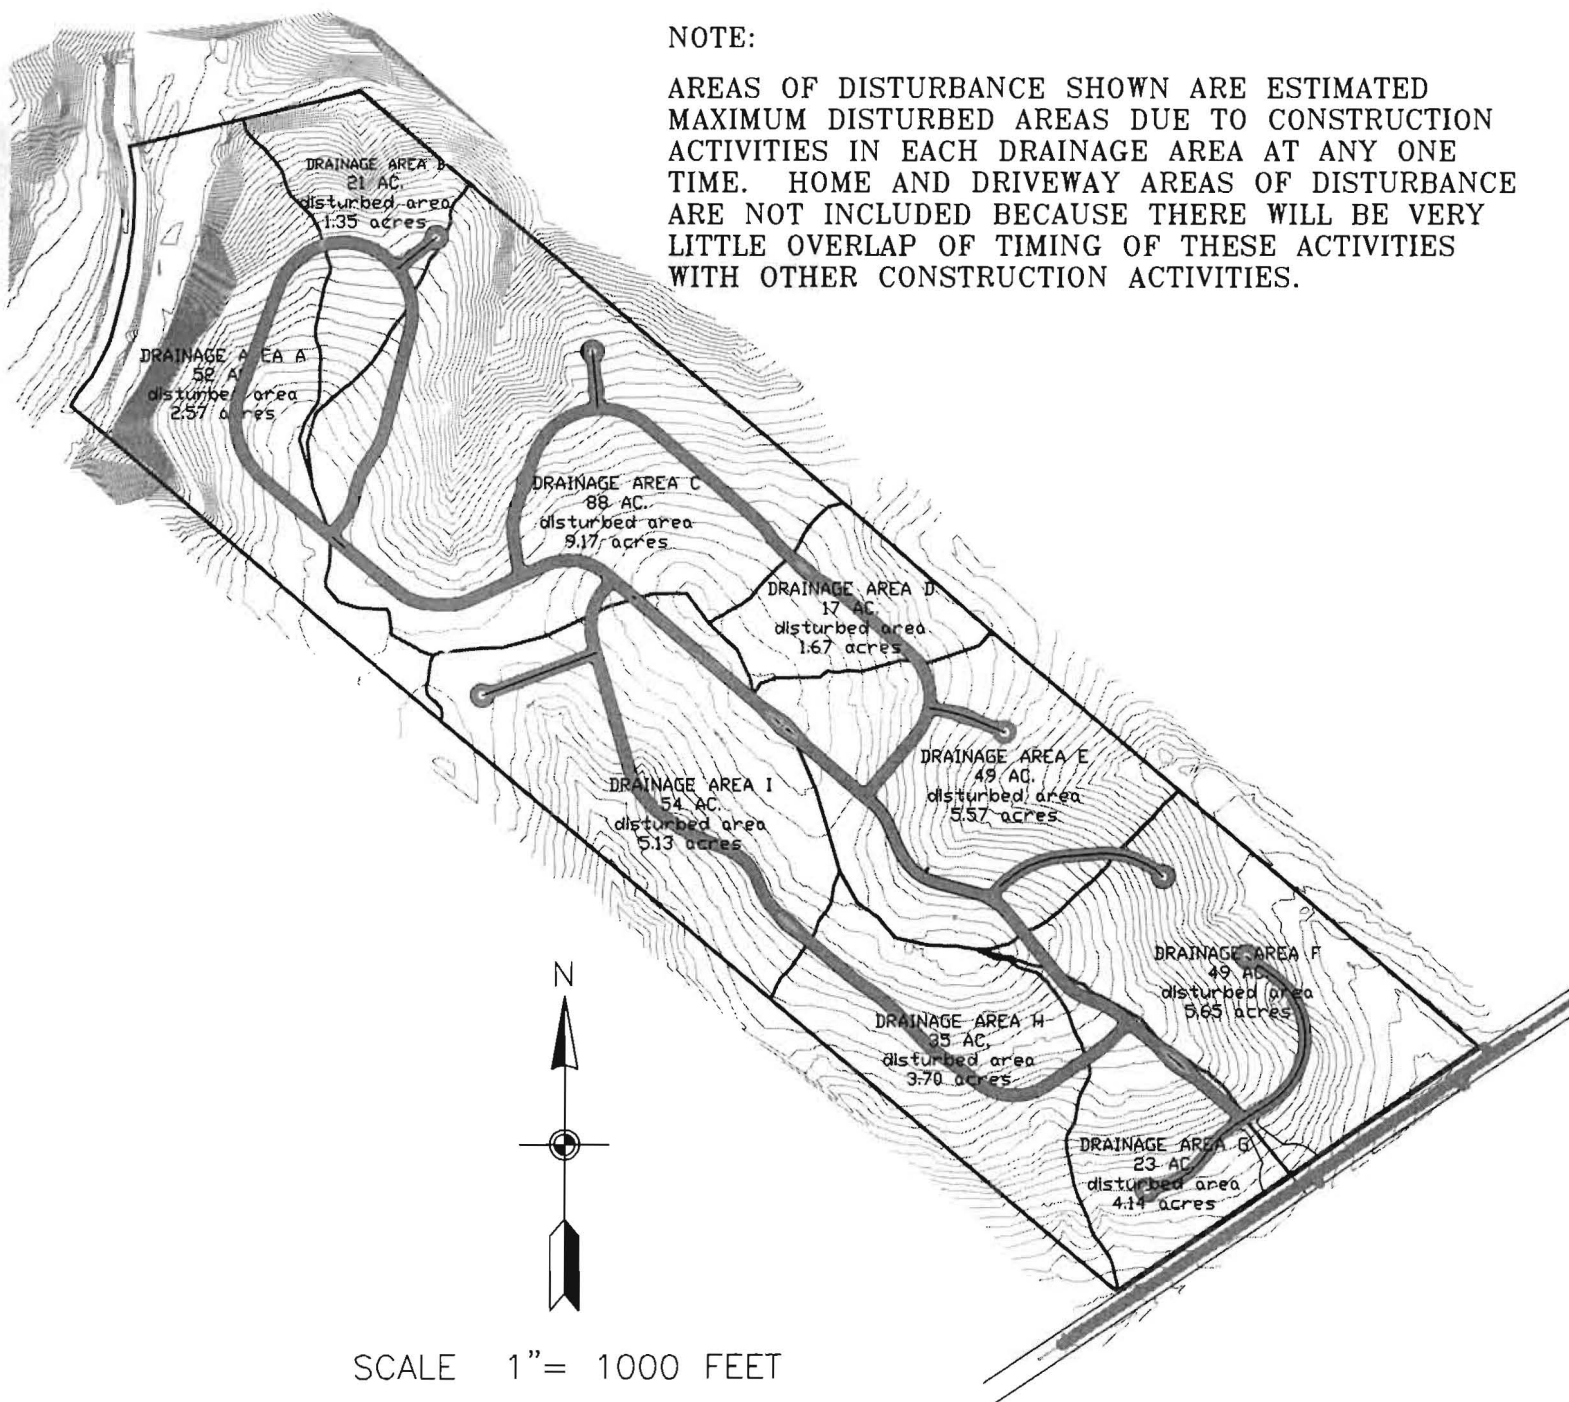 NOTE:
AREAS OF DISTURBANCE SHOWN ARE ESTIMATED
MAXIMUM DISTURBED AREAS DUE TO CONSTRUCTION
ACTIVITIES IN EACH DRAINAGE AREA AT ANY ONE
TIME. HOME AND DRIVEWAY AREAS OF DISTURBANCE
ARE NOT INCLUDED BECAUSE THERE WILL BE VERY
LITTLE OVERLAP OF TIMING OF THESE ACTIVITIES
WITH OTHER CONSTRUCTION ACTIVITIES.
DRAINAGE AREA B
21 AC.
disturbed area
1.35 acres
DRAINAGE AREA A
52 AC.
disturbed area
2.57 acres
DRAINAGE AREA C
88 AC.
disturbed area
9.17 acres
DRAINAGE AREA D
17 AC.
disturbed area
1.67 acres
DRAINAGE AREA E
49 AC.
disturbed area
5.57 acres
DRAINAGE AREA I
54 AC.
disturbed area
5.13 acres
DRAINAGE AREA F
49 AC.
disturbed area
5.65 acres
DRAINAGE AREA H
35 AC.
disturbed area
3.70 acres
DRAINAGE AREA G
23 AC.
disturbed area
4.14 acres
N
SCALE 1"= 1000 FEET